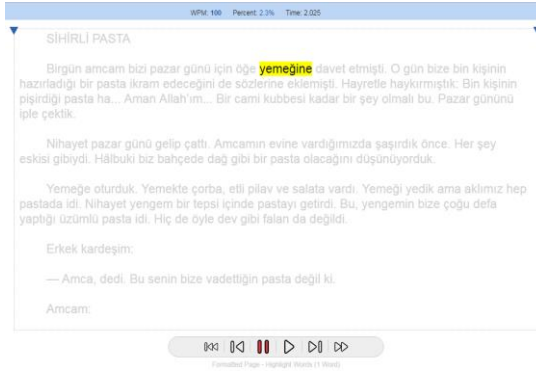 WPM: 100 Percent: 2.3% Time: 2.026
SİHİRLİ PASTA
Birgün amcam bizi pazar günü için öğe yemeğine davet etmişti. O gün bize bin kişinin
hazırladığı bir pasta ikram edeceğini de sözlerine eklemişti. Hayretle haykırmıştık: Bin kişinin
pişirdiği pasta ha... Aman Allah'ım... Bir cami kubbesi kadar bir şey olmalı bu. Pazar gününü
iple çektik.
Nihayet pazar günü gelip çattı. Amcamın evine vardığımızda şaşırdık önce. Her şey
eskisi gibiydi. Hâlbuki biz bahçede dağ gibi bir pasta olacağını düşünüyorduk.
Yemeğe oturduk. Yemekte çorba, etli pilav ve salata vardı. Yemeği yedik ama aklımız hep
pastada idi. Nihayet yengem bir tepsi içinde pastayı getirdi. Bu, yengemin bize çoğu defa
yaptığı üzümlü pasta idi. Hiç de öyle dev gibi falan da değildi.
Erkek kardeşim:
— Amca, dedi. Bu senin bize vadettiğin pasta değil ki.
Amcam:
Formatted Page - Highlight Words (1 Word)